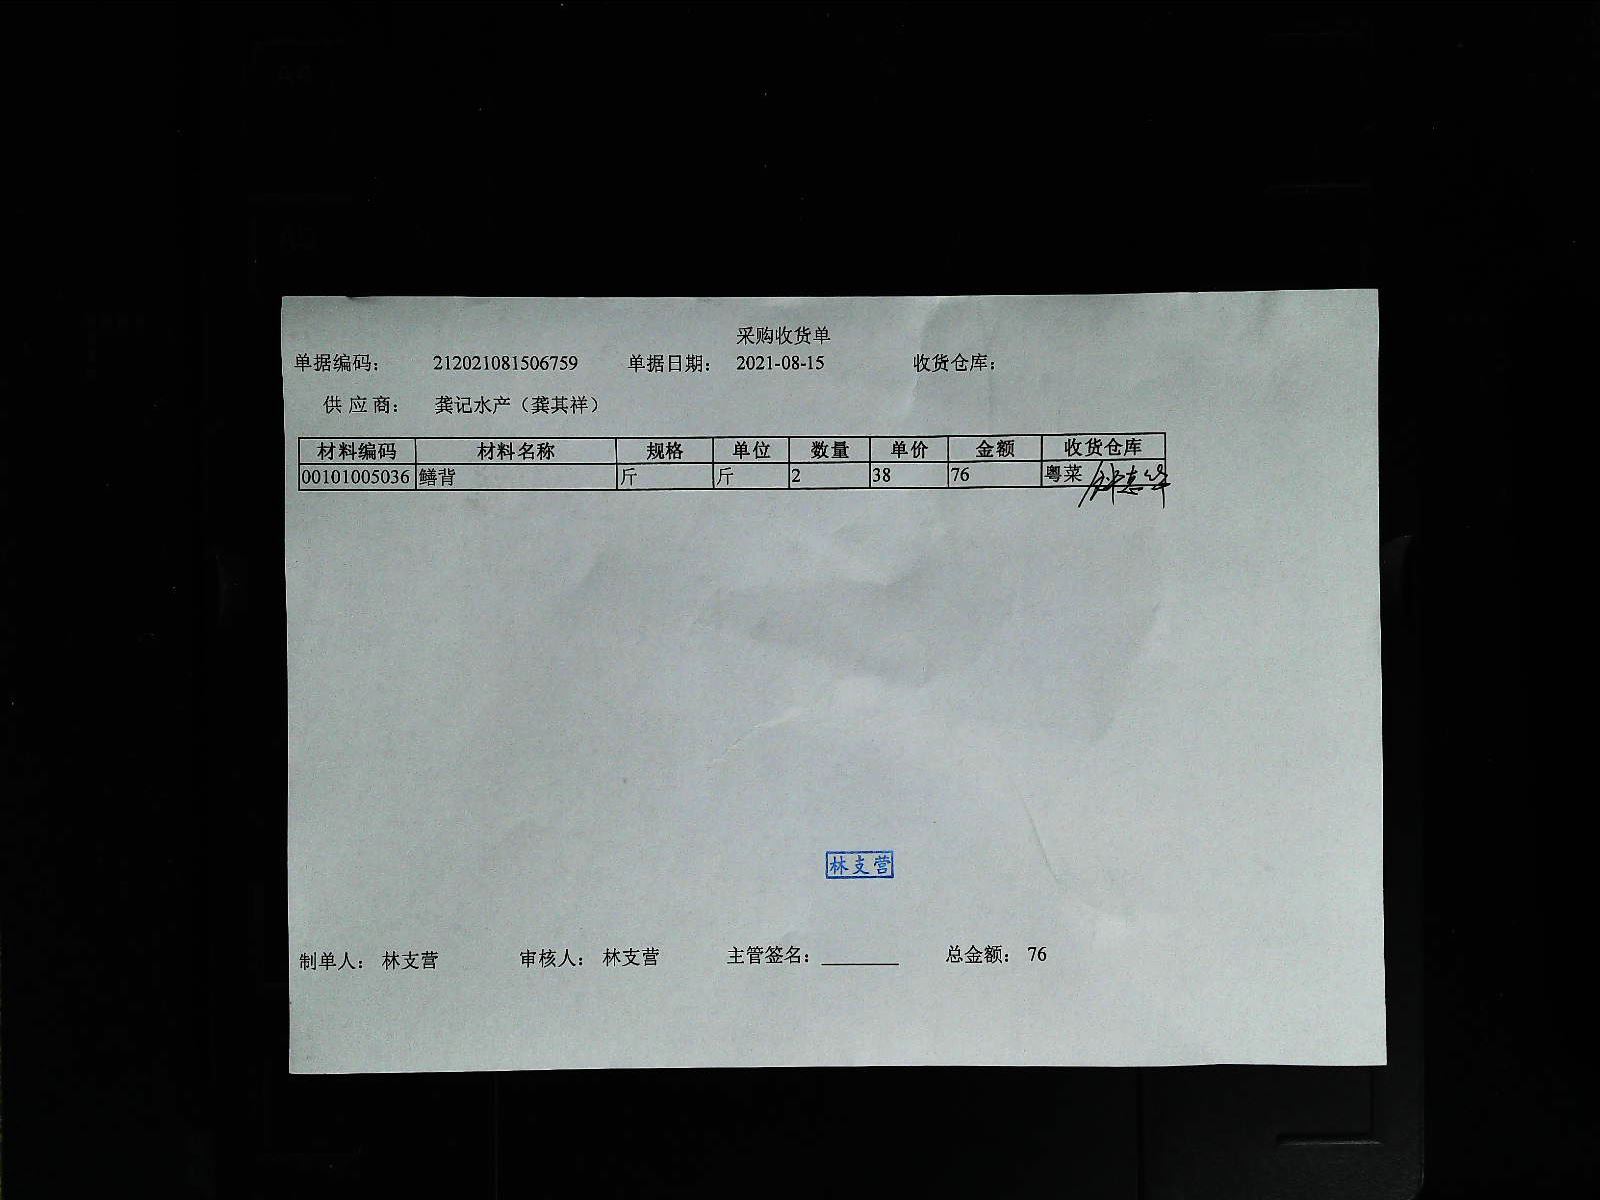 采购收货单
单据编码： 212021081506759 单据日期： 2021-08-15 收货仓库：
供应商： 龚记水产（龚其祥）
材料编码 材料名称 规格 单位 数量 单价 金额 收货仓库
00101005036 鳝背 斤 斤 2 38 76 粤菜
林支营
制单人： 林支营 审核人： 林支营 主管签名： 总金额： 76